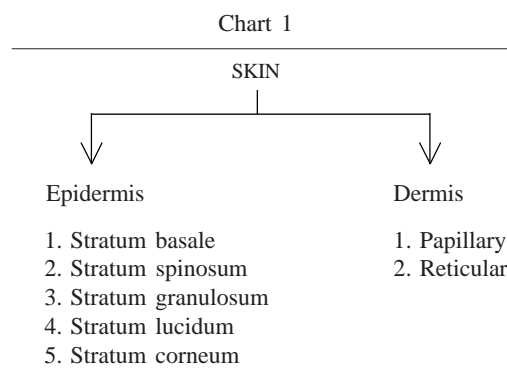 Chart 1
SKIN
Epidermis
Dermis
1. Stratum basale
2. Stratum spinosum
3. Stratum granulosum
4. Stratum lucidum
5. Stratum corneum
1. Papillary
2. Reticular